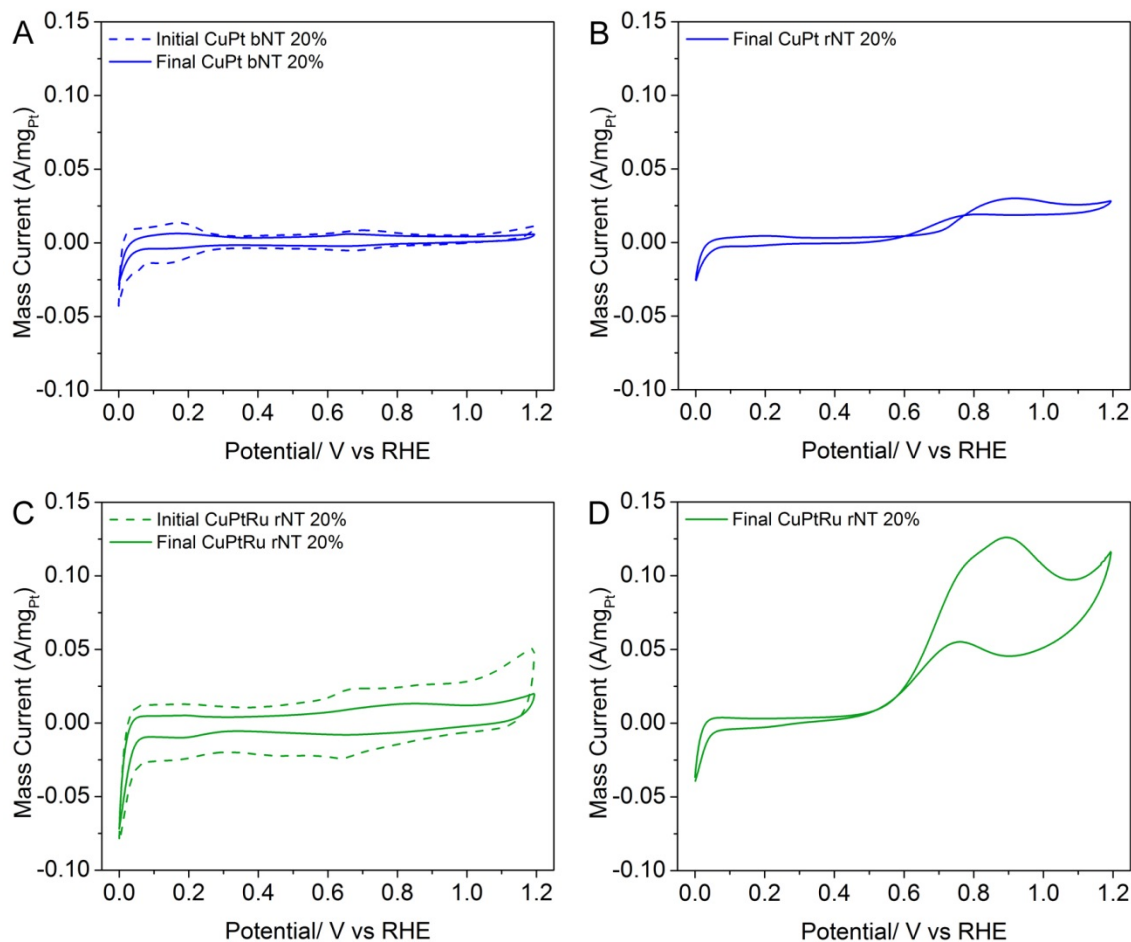 A
Initial CuPt bNT 20%
Final CuPt bNT 20%
0.15
0.10
0.05
0.00
-0.05
-0.10
Mass Current (A/mgPt)
0.0 0.2 0.4 0.6 0.8 1.0 1.2
Potential/ V vs RHE
B
Final CuPt rNT 20%
0.15
0.10
0.05
0.00
-0.05
-0.10
Mass Current (A/mgPt)
0.0 0.2 0.4 0.6 0.8 1.0 1.2
Potential/ V vs RHE
C
Initial CuPtRu rNT 20%
Final CuPtRu rNT 20%
0.15
0.10
0.05
0.00
-0.05
-0.10
Mass Current (A/mgPt)
0.0 0.2 0.4 0.6 0.8 1.0 1.2
Potential/ V vs RHE
D
Final CuPtRu rNT 20%
0.15
0.10
0.05
0.00
-0.05
-0.10
Mass Current (A/mgPt)
0.0 0.2 0.4 0.6 0.8 1.0 1.2
Potential/ V vs RHE